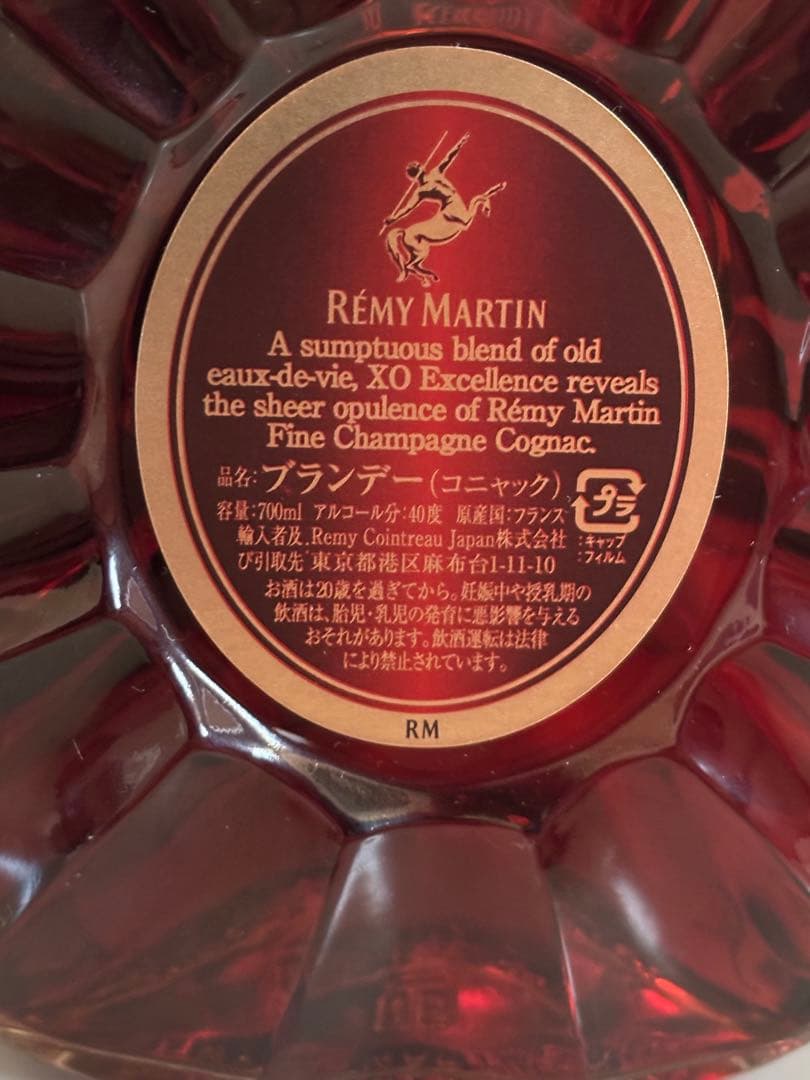 RÉMY MARTIN
A sumptuous blend of old
eaux-de-vie, XO Excellence reveals
the sheer opulence of Rémy Martin
Fine Champagne Cognac.
品名:ブランデー(コニャック)
容量:700ml アルコール分:40度 原産国:フランス
プラ
:キャップ
:フィルム
輸入者及.Remy Cointreau Japan株式会社
び引取先 東京都港区麻布台1-11-10
お酒は20歳を過ぎてから。妊娠中や授乳期の
飲酒は、胎児・乳児の発育に悪影響を与える
おそれがあります。飲酒運転は法律
により禁止されています。
RM